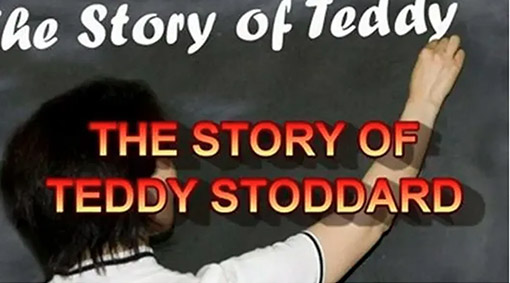 he Story of Teddy
THE STORY OF
TEDDY STODDARD